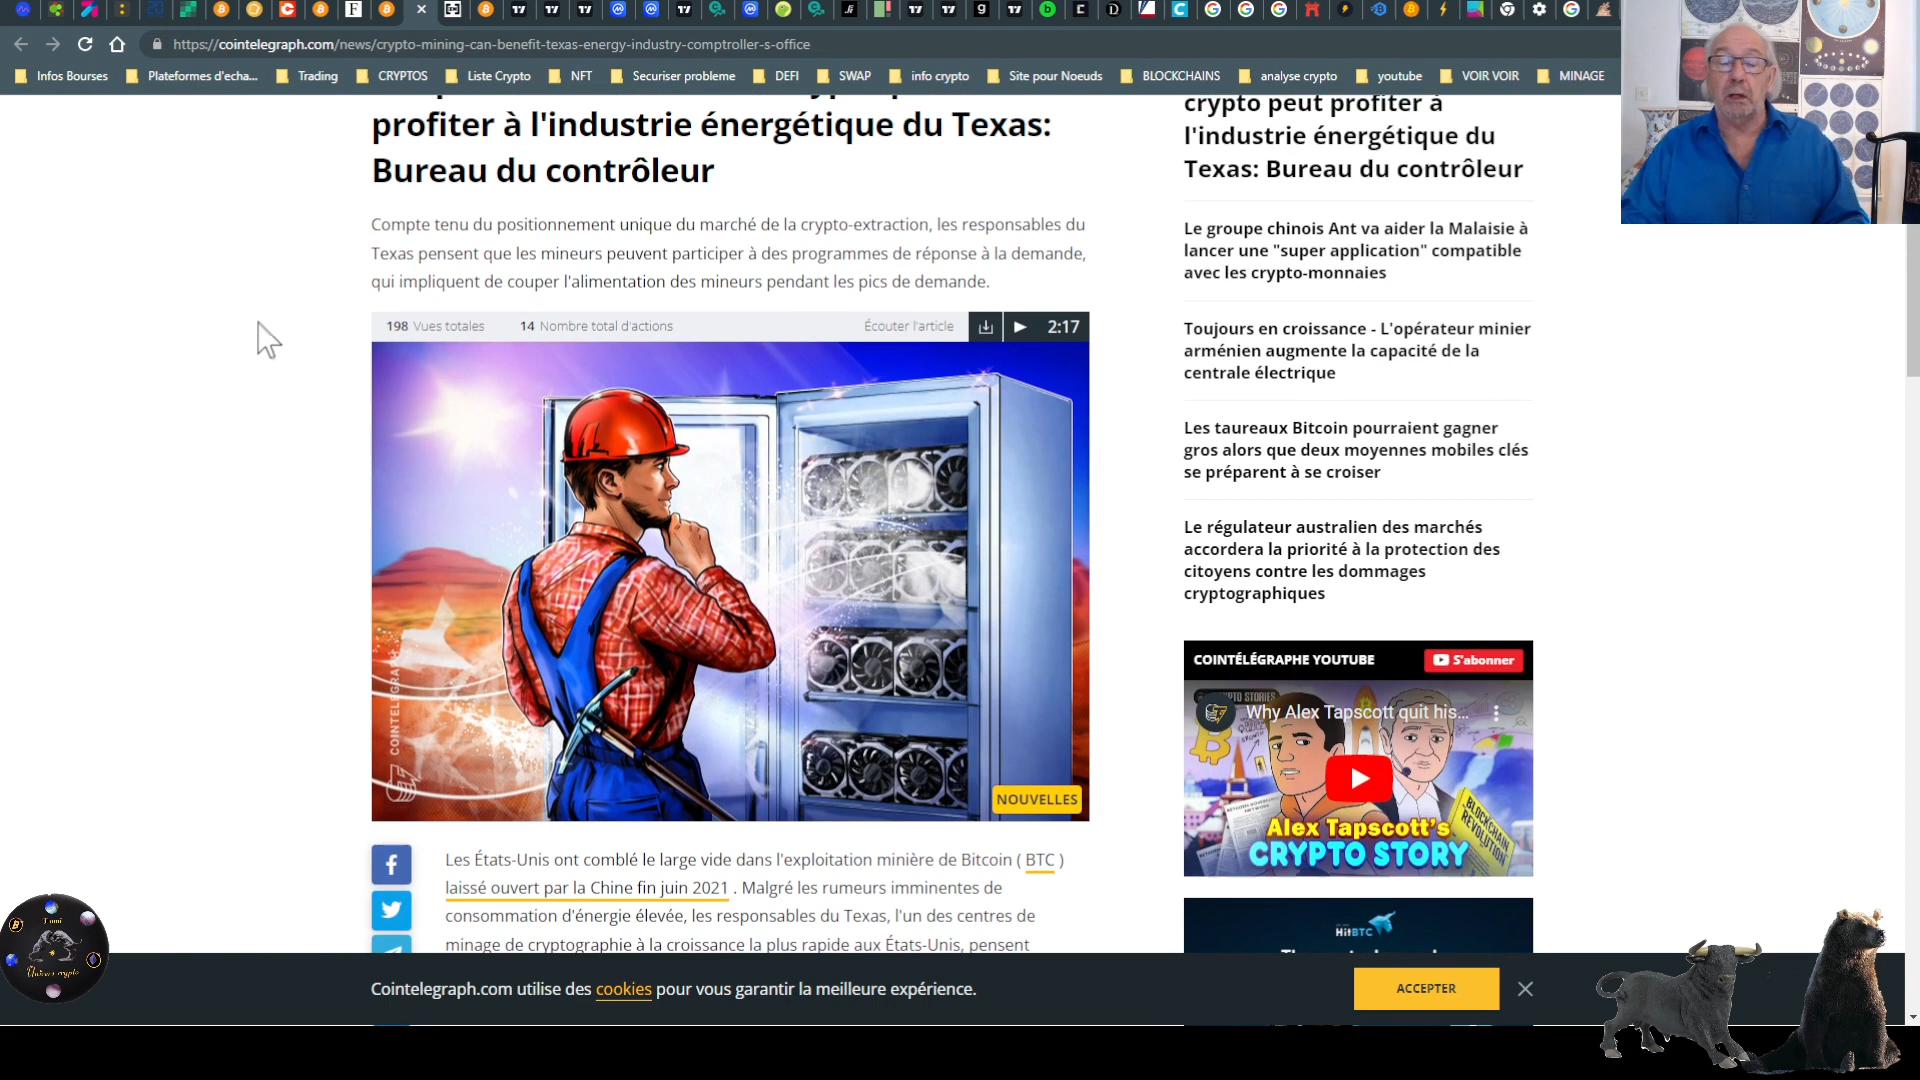 https://cointelegraph.com/news/crypto-mining-can-benefit-texas-energy-industry-comptroller-s-office
Infos Bourses
Plateformes d'echa...
Trading
CRYPTOS
Liste Crypto
NFT
Securiser probleme
DEFI
SWAP
info crypto
Site pour Noeuds
BLOCKCHAINS
analyse crypto
youtube
VOIR VOIR
MINAGE
profiter à l'industrie énergétique du Texas:
Bureau du contrôleur
Compte tenu du positionnement unique du marché de la crypto-extraction, les responsables du
Texas pensent que les mineurs peuvent participer à des programmes de réponse à la demande,
qui impliquent de couper l'alimentation des mineurs pendant les pics de demande.
198 Vues totales
14 Nombre total d'actions
Écouter l'article
2:17
COINTELEGRAPH
NOUVELLES
Les États-Unis ont comblé le large vide dans l'exploitation minière de Bitcoin ( BTC )
laissé ouvert par la Chine fin juin 2021 . Malgré les rumeurs imminentes de
consommation d'énergie élevée, les responsables du Texas, l'un des centres de
minage de cryptographie à la croissance la plus rapide aux États-Unis, pensent
crypto peut profiter à
l'industrie énergétique du
Texas: Bureau du contrôleur
Le groupe chinois Ant va aider la Malaisie à
lancer une "super application" compatible
avec les crypto-monnaies
Toujours en croissance - L'opérateur minier
arménien augmente la capacité de la
centrale électrique
Les taureaux Bitcoin pourraient gagner
gros alors que deux moyennes mobiles clés
se préparent à se croiser
Le régulateur australien des marchés
accordera la priorité à la protection des
citoyens contre les dommages
cryptographiques
COINTÉLÉGRAPHE YOUTUBE
S'abonner
Why Alex Tapscott quit his...
BLOCKCHAIN
REVOLUTION
Alex Tapscott's
CRYPTO STORY
HitBTC
Cointelegraph.com utilise des cookies pour vous garantir la meilleure expérience.
ACCEPTER
Univers crypto